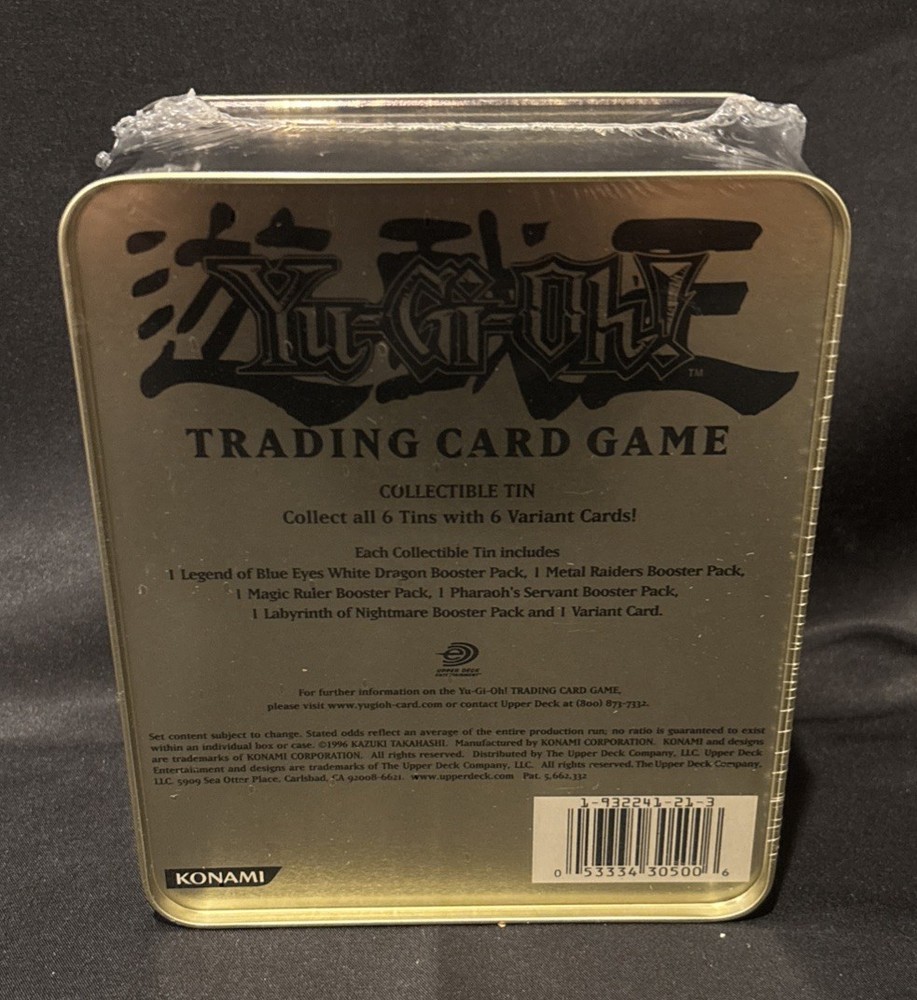 遊戯王
Yu-Gi-Oh!
TM
TRADING CARD GAME
COLLECTIBLE TIN
Collect all 6 Tins with 6 Variant Cards!
Each Collectible Tin includes
1 Legend of Blue Eyes White Dragon Booster Pack, 1 Metal Raiders Booster Pack,
1 Magic Ruler Booster Pack, 1 Pharaoh's Servant Booster Pack,
1 Labyrinth of Nightmare Booster Pack and 1 Variant Card.
UPPER DECK
ENTERTAINMENT
For further information on the Yu-Gi-Oh! TRADING CARD GAME,
please visit www.yugioh-card.com or contact Upper Deck at (800) 873-7332.
Set content subject to change. Stated odds reflect an average of the entire production run; no ratio is guaranteed to exist
within an individual box or case. ©1996 KAZUKI TAKAHASHI. Manufactured by KONAMI CORPORATION. KONAMI and designs
are trademarks of KONAMI CORPORATION. All rights reserved. Distributed by The Upper Deck Company, LLC. Upper Deck
Entertainment and designs are trademarks of The Upper Deck Company, LLC. All rights reserved. The Upper Deck Company,
LLC. 5909 Sea Otter Place, Carlsbad, CA 92008-6621. www.upperdeck.com Pat. 5,662,332
1-932241-21-3
0 53334 30500 6
KONAMI